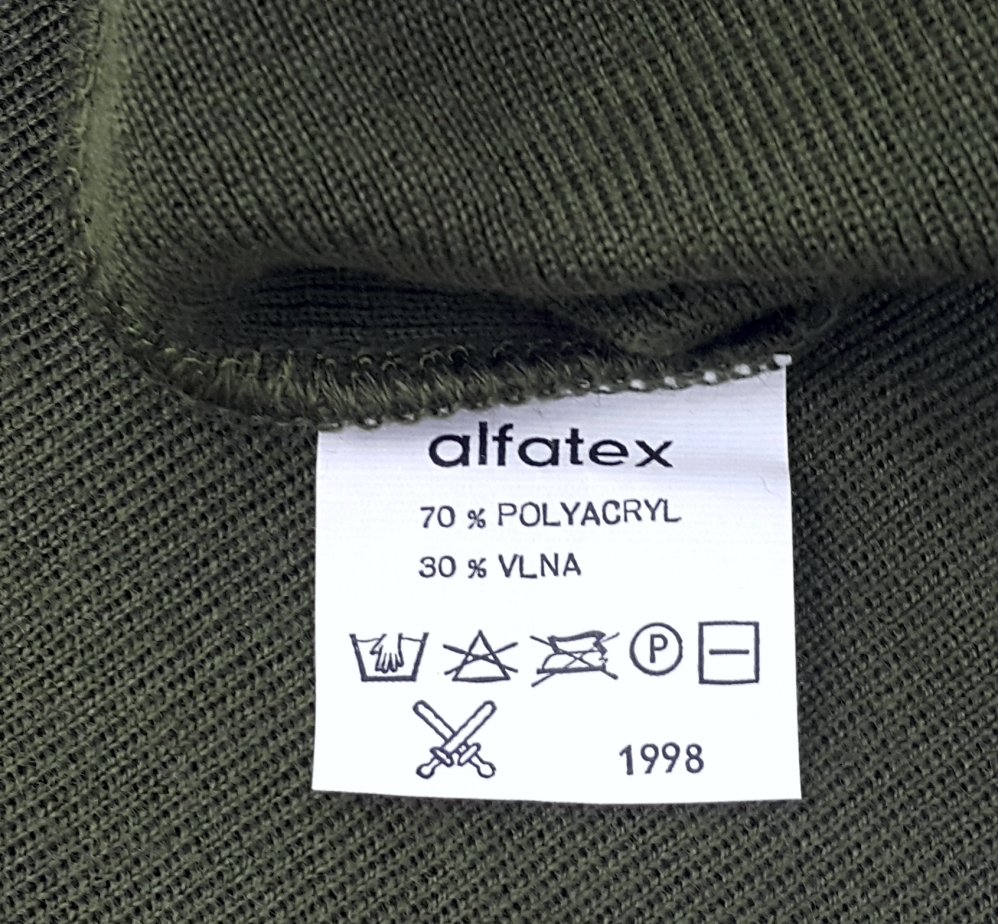 alfatex
70 % POLYACRYL
30 % VLNA
P
1998